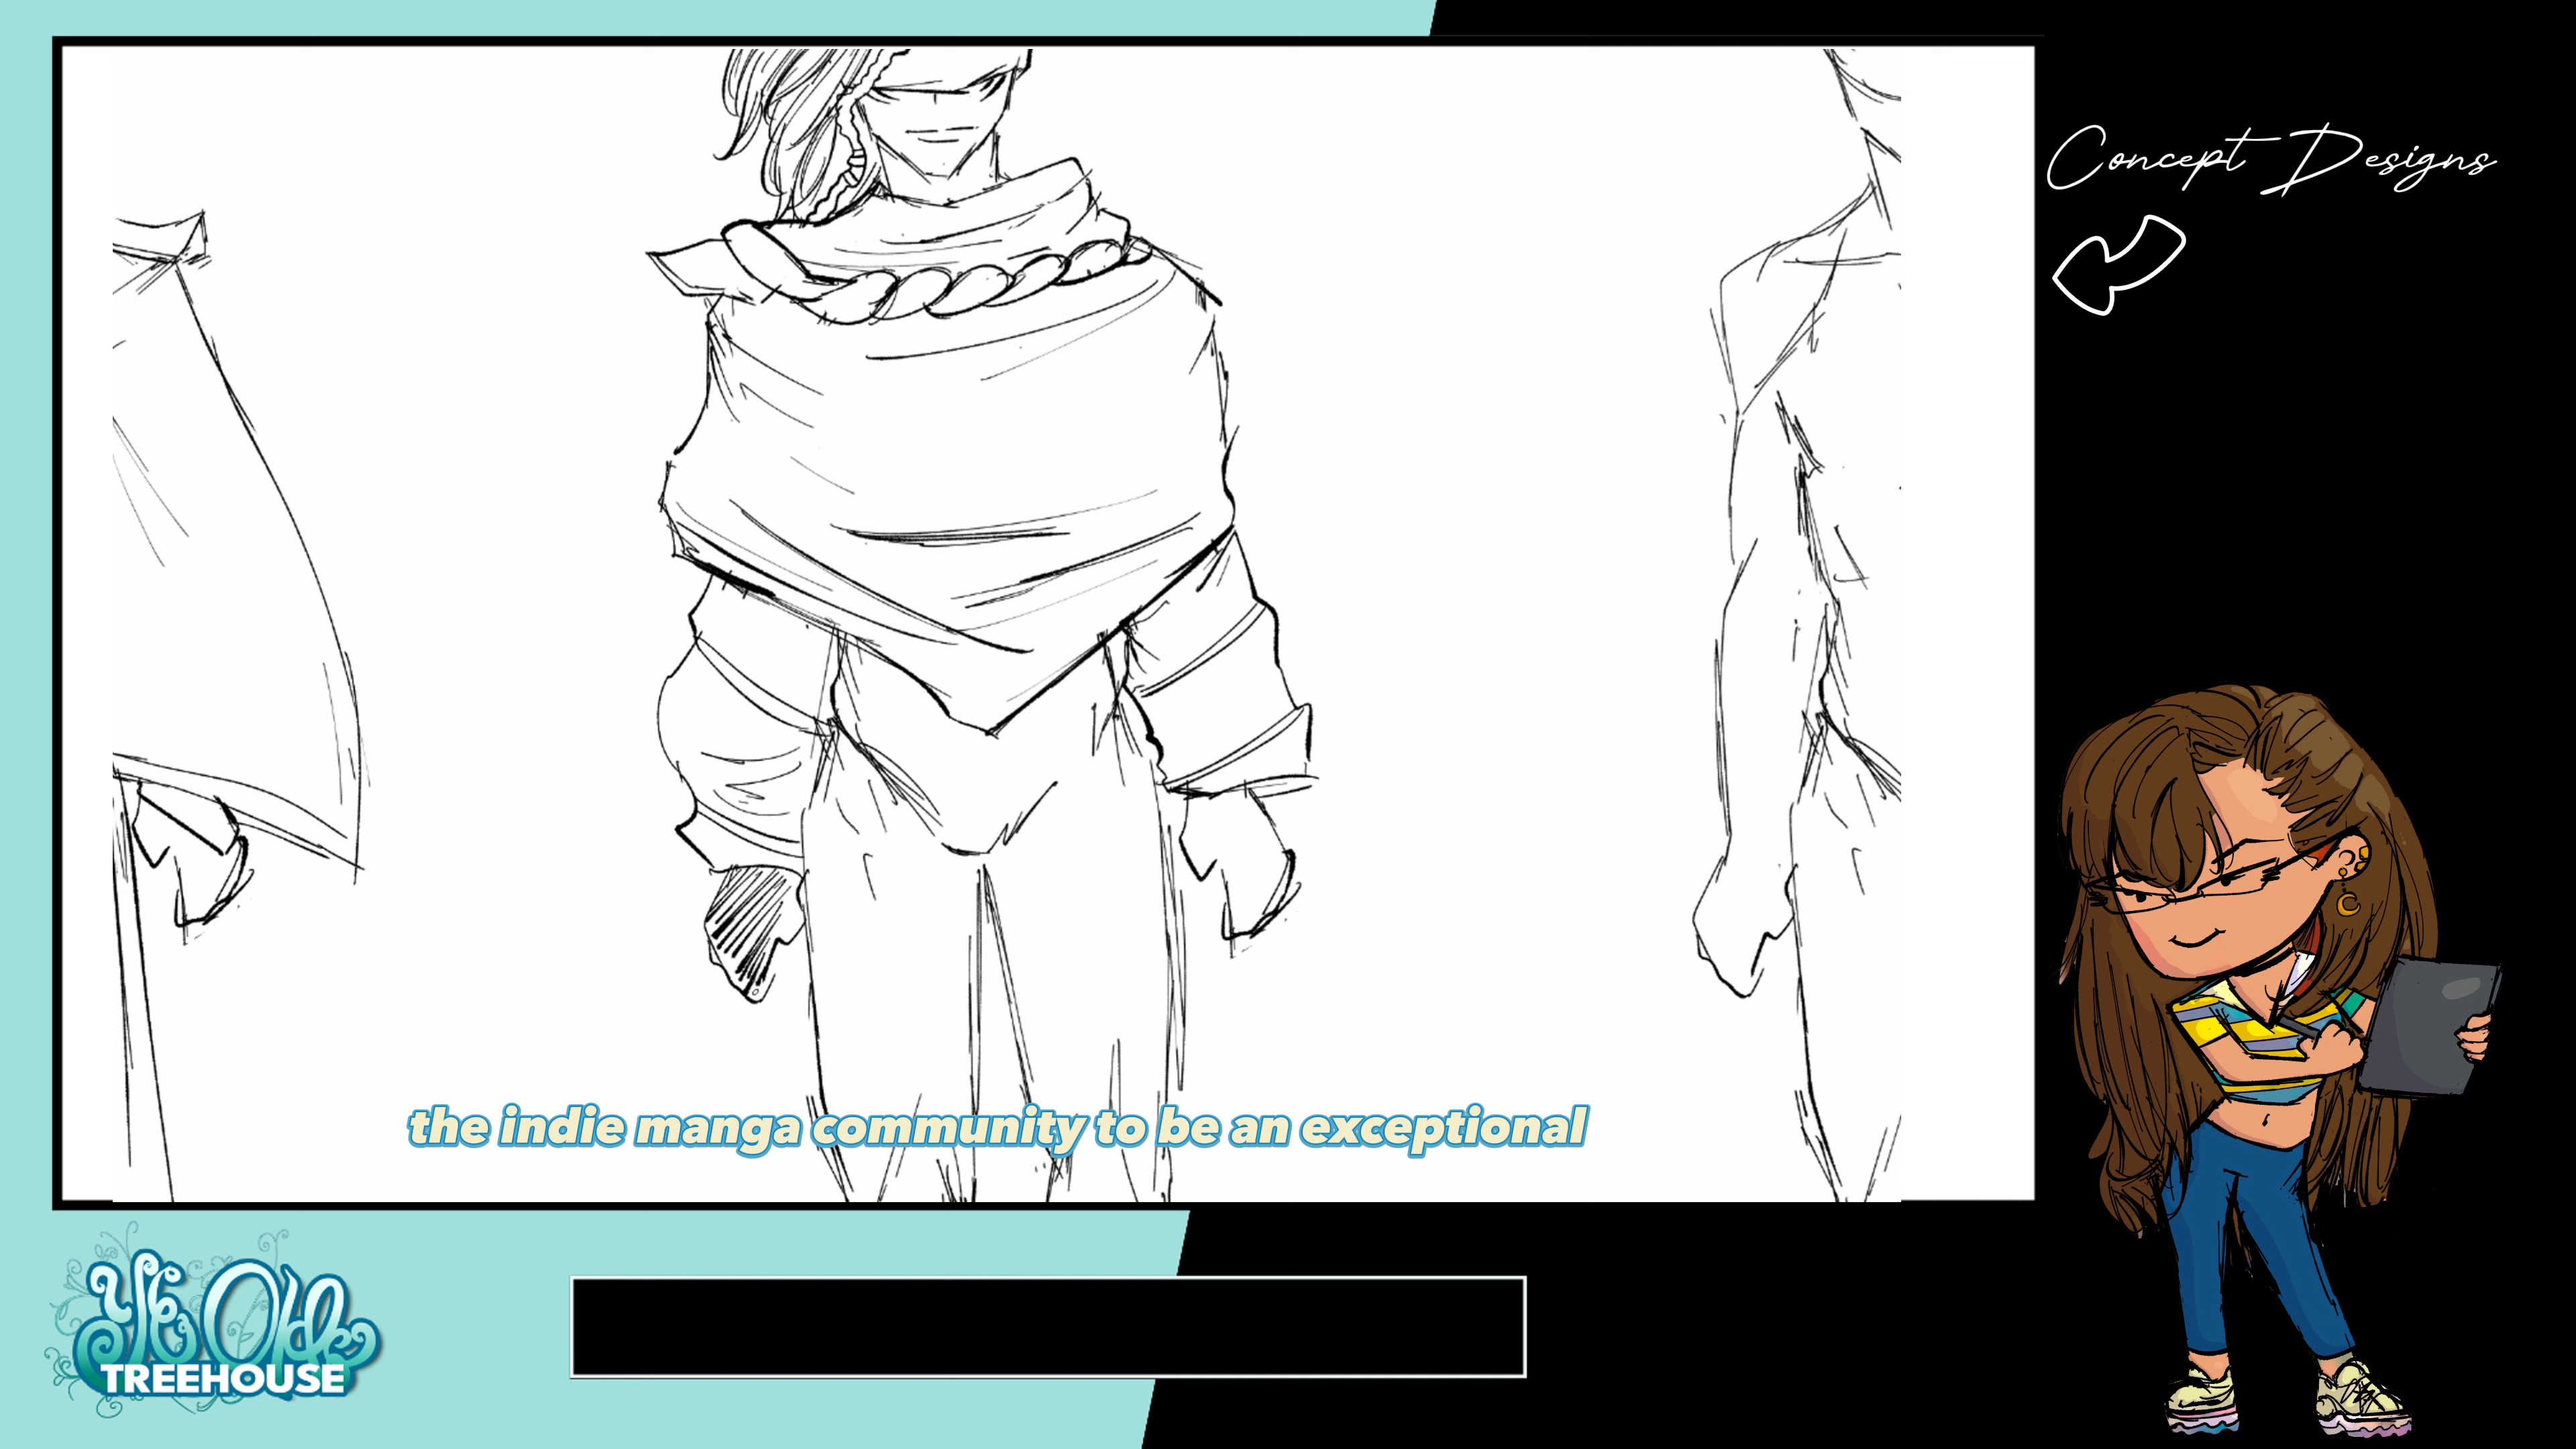 Concept Designs
the indie manga community to be an exceptional
Ye Olde
TREEHOUSE